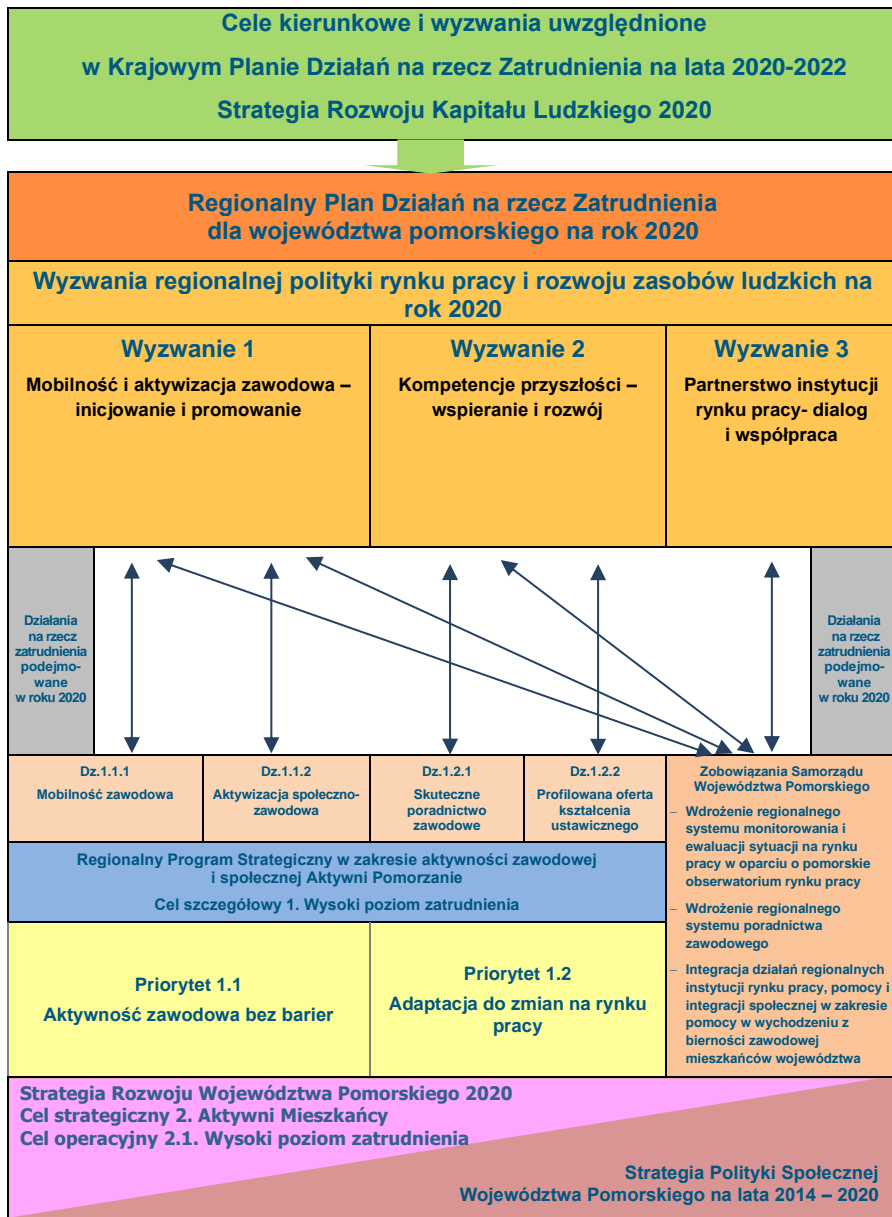 Cele kierunkowe i wyzwania uwzględnione
w Krajowym Planie Działań na rzecz Zatrudnienia na lata 2020-2022
Strategia Rozwoju Kapitału Ludzkiego 2020
Regionalny Plan Działań na rzecz Zatrudnienia
dla województwa pomorskiego na rok 2020
Wyzwania regionalnej polityki rynku pracy i rozwoju zasobów ludzkich na
rok 2020
Wyzwanie 1
Mobilność i aktywizacja zawodowa –
inicjowanie i promowanie
Wyzwanie 2
Kompetencje przyszłości –
wspieranie i rozwój
Wyzwanie 3
Partnerstwo instytucji
rynku pracy- dialog
i współpraca
Działania
na rzecz
zatrudnienia
podejmo-
wane
w roku 2020
Działania
na rzecz
zatrudnienia
podejmo-
wane
w roku 2020
Dz.1.1.1
Mobilność zawodowa
Dz.1.1.2
Aktywizacja społeczno-
zawodowa
Dz.1.2.1
Skuteczne
poradnictwo
zawodowe
Dz.1.2.2
Profilowana oferta
kształcenia
ustawicznego
Zobowiązania Samorządu
Województwa Pomorskiego
– Wdrożenie regionalnego
systemu monitorowania i
ewaluacji sytuacji na rynku
pracy w oparciu o pomorskie
obserwatorium rynku pracy
– Wdrożenie regionalnego
systemu poradnictwa
zawodowego
– Integracja działań regionalnych
instytucji rynku pracy, pomocy i
integracji społecznej w zakresie
pomocy w wychodzeniu z
bierności zawodowej
mieszkańców województwa
Regionalny Program Strategiczny w zakresie aktywności zawodowej
i społecznej Aktywni Pomorzanie
Cel szczegółowy 1. Wysoki poziom zatrudnienia
Priorytet 1.1
Aktywność zawodowa bez barier
Priorytet 1.2
Adaptacja do zmian na rynku
pracy
Strategia Rozwoju Województwa Pomorskiego 2020
Cel strategiczny 2. Aktywni Mieszkańcy
Cel operacyjny 2.1. Wysoki poziom zatrudnienia
Strategia Polityki Społecznej
Województwa Pomorskiego na lata 2014 – 2020